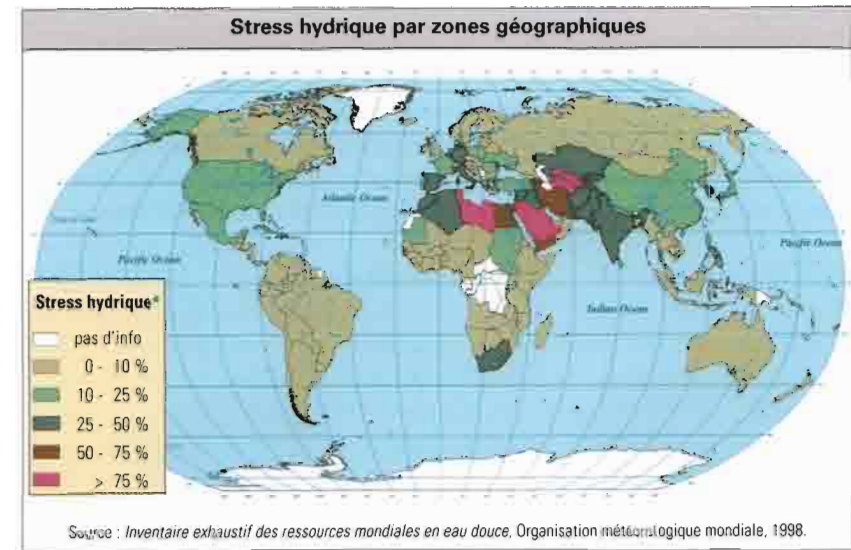 Stress hydrique par zones géographiques
Atlantic Ocean
Pacific Ocean
Pacific Ocean
Indian Ocean
Stress hydrique*
pas d'info
0 - 10 %
10 - 25 %
25 - 50 %
50 - 75 %
> 75 %
Source : Inventaire exhaustif des ressources mondiales en eau douce, Organisation météorologique mondiale, 1998.